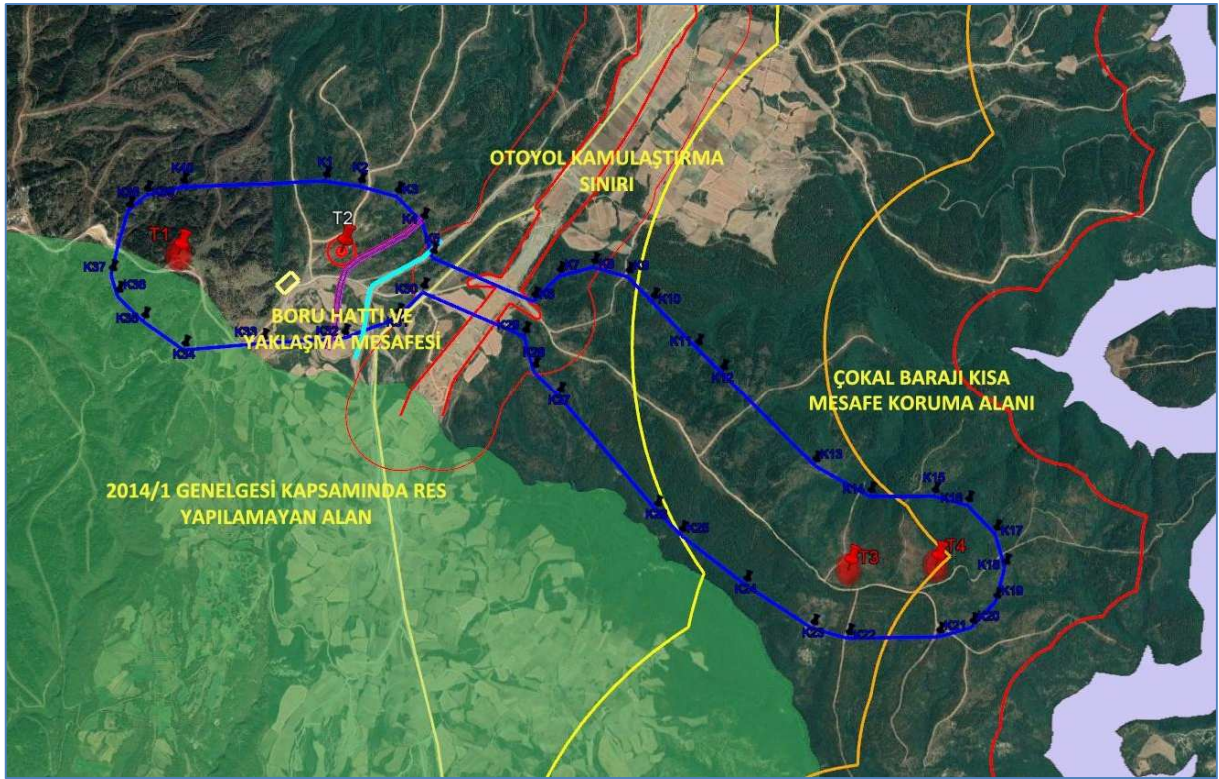 OTOYOL KAMULAŞTIRMA
SINIRI
K1
K2
K3
K4
T1
T2
K37
K36
K35
K34
K33
K32
K30
BORU HATTI VE
YAKLAŞMA MESAFESİ
K7
K8
K9
K10
K11
K12
K29
K28
K27
ÇOKAL BARAJI KISA
MESAFE KORUMA ALANI
2014/1 GENELGESİ KAPSAMINDA RES
YAPILAMAYAN ALAN
K13
K14
K15
K16
K17
K18
K19
K20
K21
K22
K23
K24
K25
T3
T4